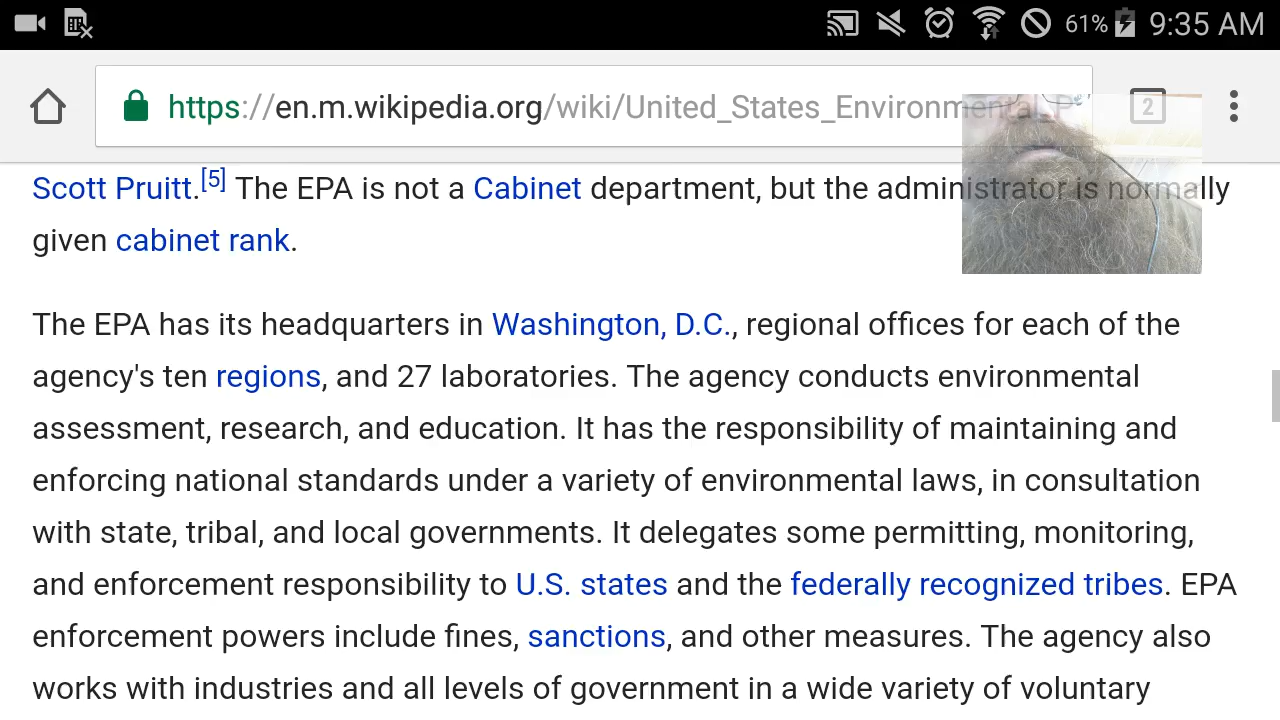 61% 9:35 AM
https://en.m.wikipedia.org/wiki/United_States_Environmental_P
2
Scott Pruitt.[5] The EPA is not a Cabinet department, but the administrator is normally
given cabinet rank.
The EPA has its headquarters in Washington, D.C., regional offices for each of the
agency's ten regions, and 27 laboratories. The agency conducts environmental
assessment, research, and education. It has the responsibility of maintaining and
enforcing national standards under a variety of environmental laws, in consultation
with state, tribal, and local governments. It delegates some permitting, monitoring,
and enforcement responsibility to U.S. states and the federally recognized tribes. EPA
enforcement powers include fines, sanctions, and other measures. The agency also
works with industries and all levels of government in a wide variety of voluntary